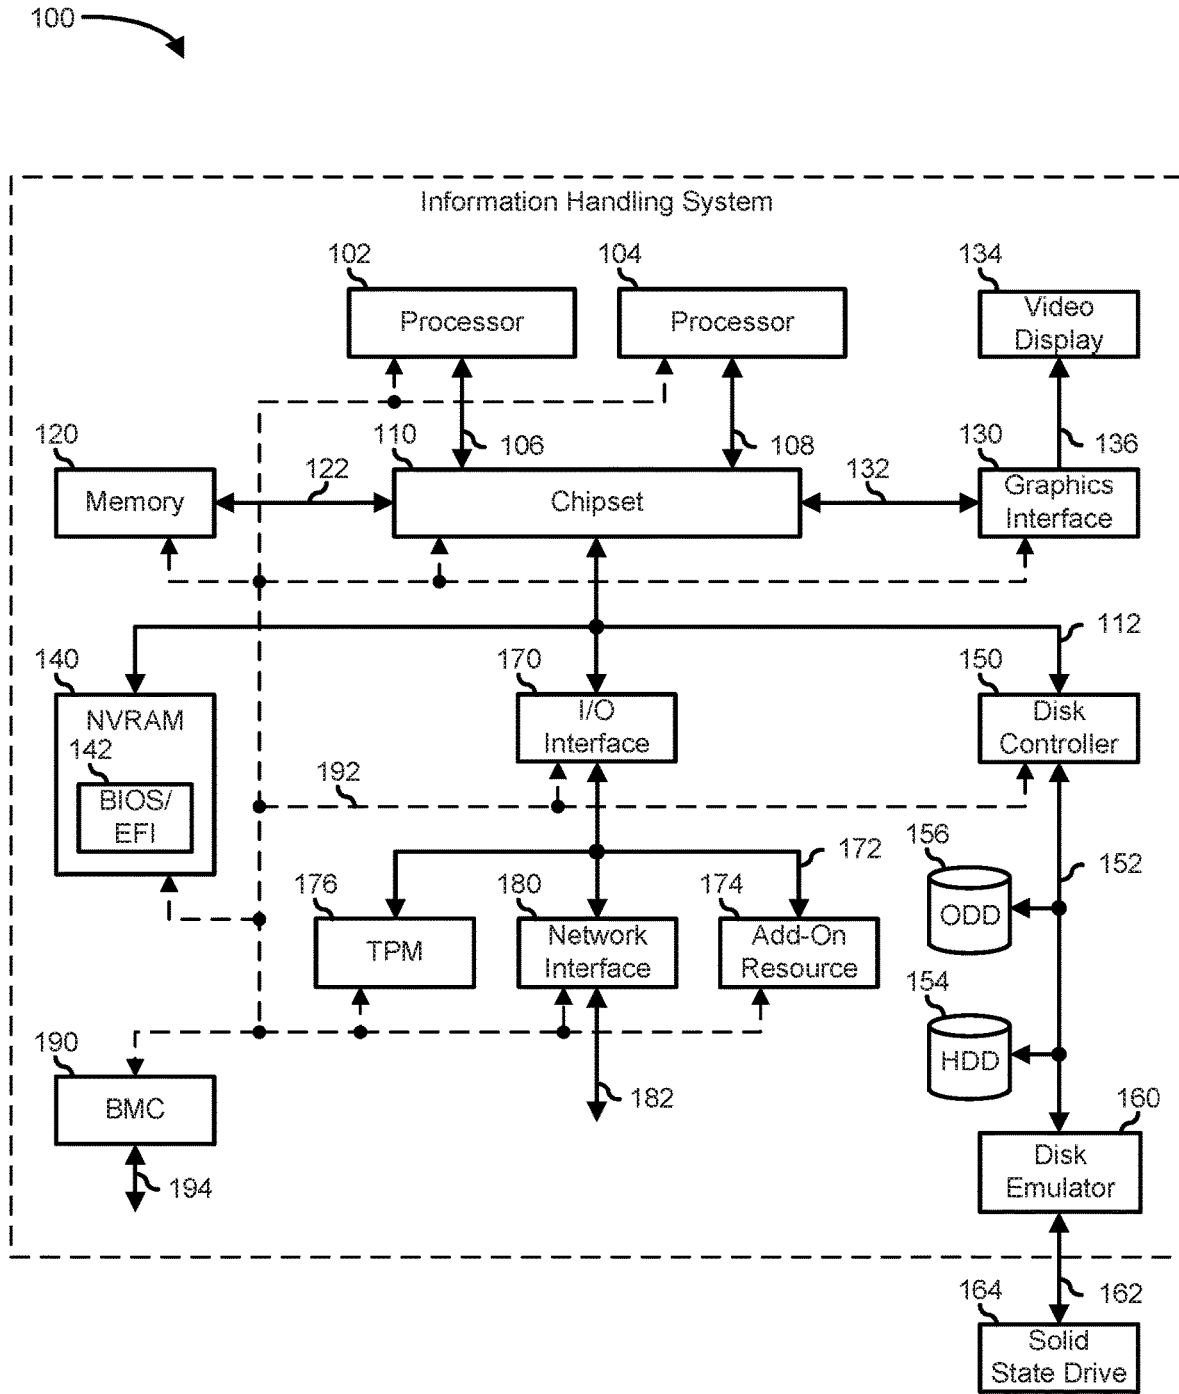 100
Information Handling System
102
104
134
Processor
Processor
Video
Display
120
110
106
108
130
136
122
132
Memory
Chipset
Graphics
Interface
112
140
170
150
NVRAM
I/O
Interface
Disk
Controller
142
BIOS/
EFI
192
156
172
152
176
180
174
ODD
TPM
Network
Interface
Add-On
Resource
154
190
HDD
BMC
182
160
194
Disk
Emulator
164
162
Solid
State Drive